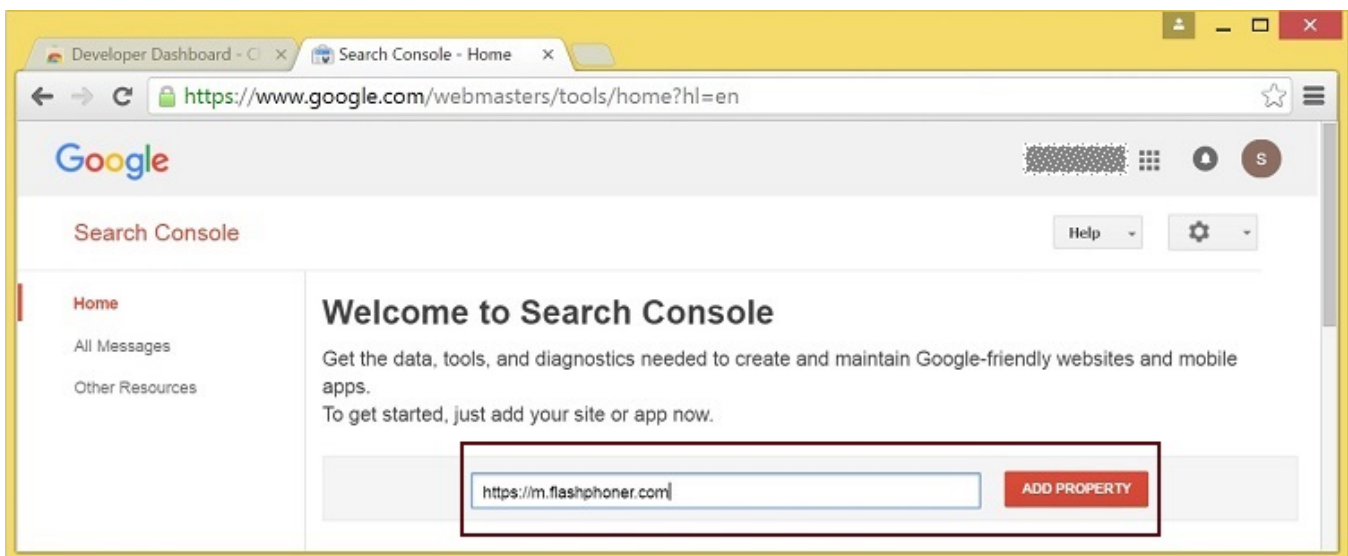 Developer Dashboard - C
Search Console - Home
https://www.google.com/webmasters/tools/home?hl=en
Google
S
Search Console
Help
Home
All Messages
Other Resources
Welcome to Search Console
Get the data, tools, and diagnostics needed to create and maintain Google-friendly websites and mobile
apps.
To get started, just add your site or app now.
https://m.flashphoner.com
ADD PROPERTY